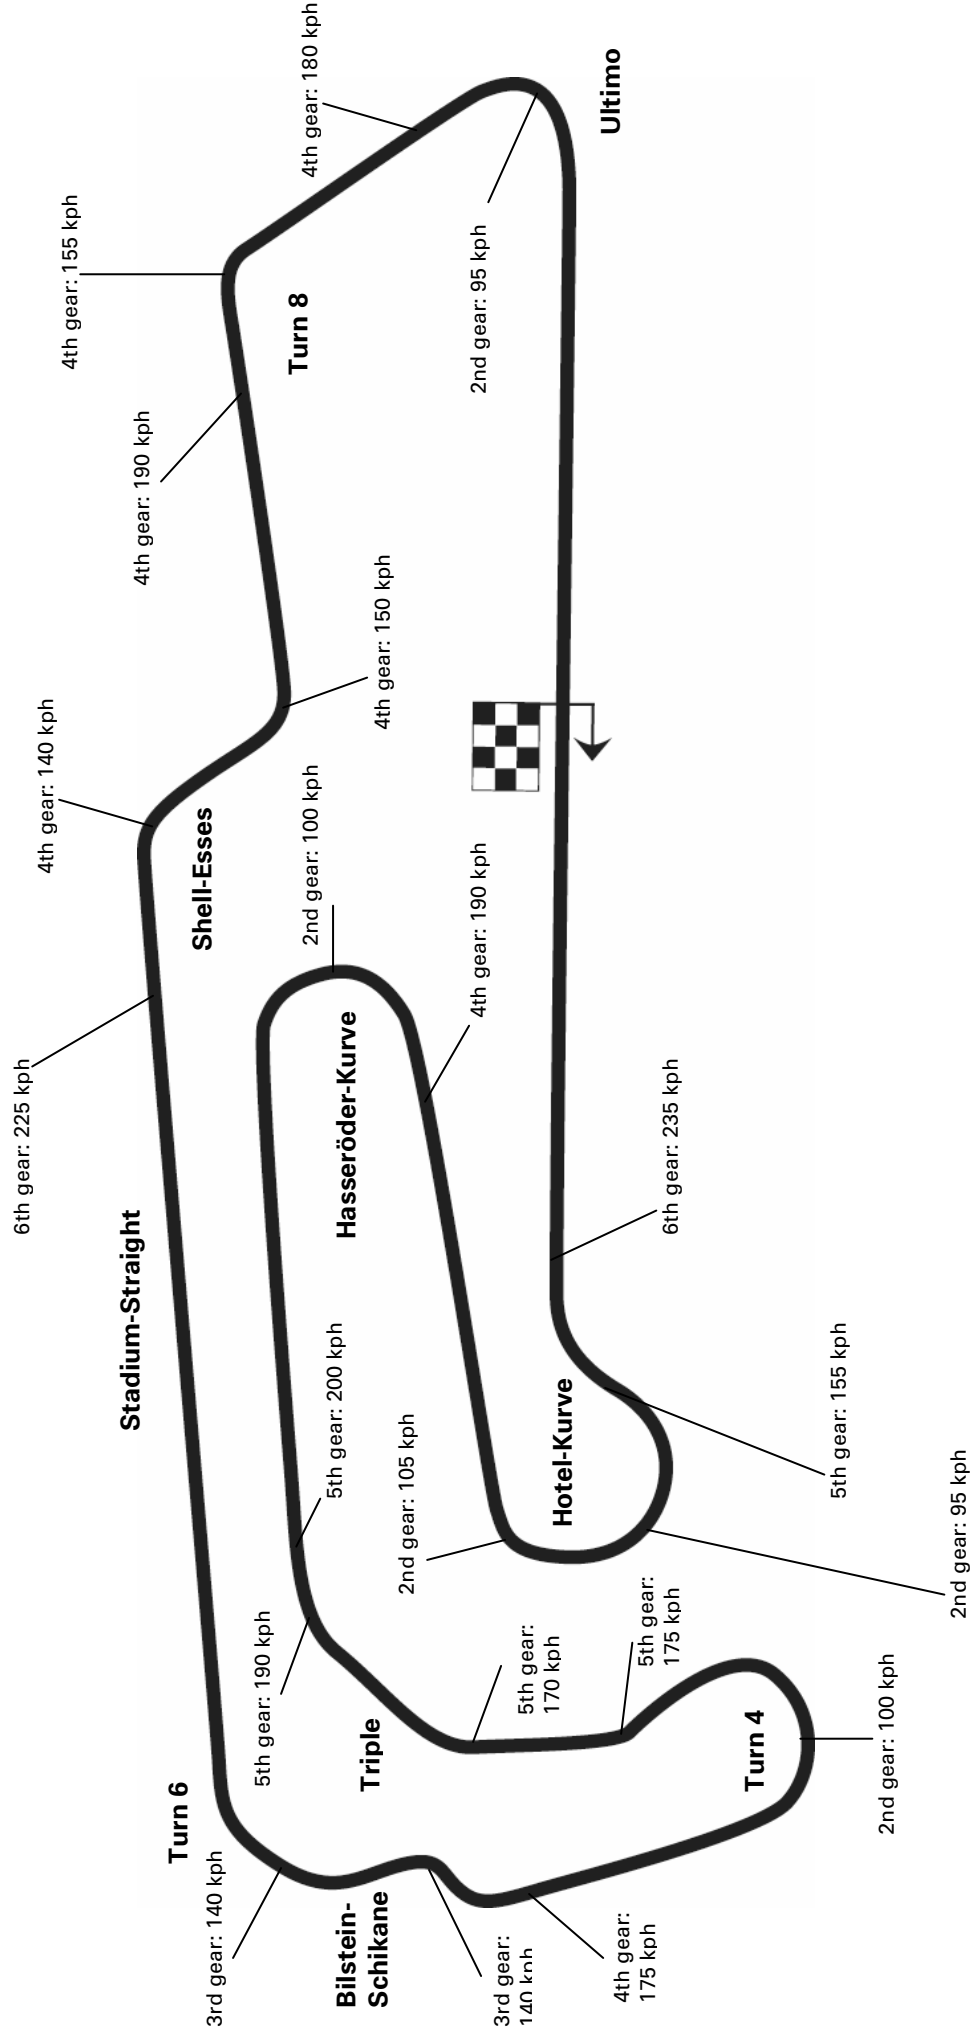 4th gear: 180 kph
Ultimo
4th gear: 155 kph
2nd gear: 95 kph
Turn 8
4th gear: 190 kph
4th gear: 150 kph
4th gear: 140 kph
Shell-Esses
2nd gear: 100 kph
4th gear: 190 kph
6th gear: 225 kph
Hasseröder-Kurve
6th gear: 235 kph
Stadium-Straight
5th gear: 200 kph
5th gear: 155 kph
Hotel-Kurve
2nd gear: 105 kph
2nd gear: 95 kph
5th gear: 190 kph
5th gear:
170 kph
5th gear:
175 kph
Triple
Turn 4
2nd gear: 100 kph
Turn 6
3rd gear: 140 kph
Bilstein-
Schikane
3rd gear:
140 kph
4th gear:
175 kph